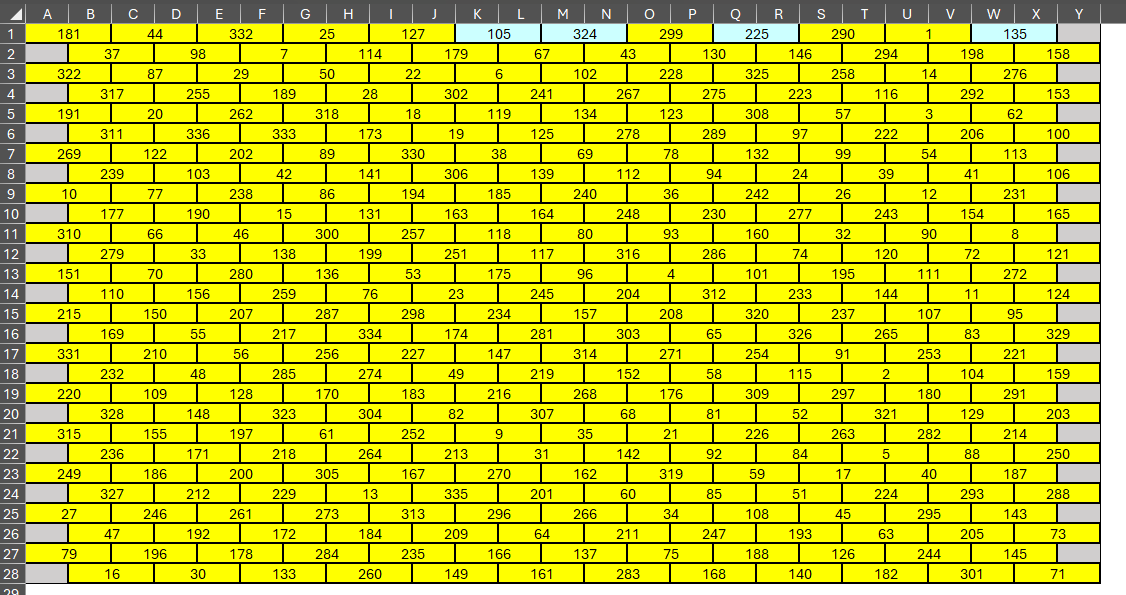 A B C D E F G H I J K L M N O P Q R S T U V W X Y
1 181 44 332 25 127 105 324 299 225 290 1 135
2 37 98 7 114 179 67 43 130 146 294 198 158
3 322 87 29 50 22 6 102 228 325 258 14 276
4 317 255 189 28 302 241 267 275 223 116 292 153
5 191 20 262 318 18 119 134 123 308 57 3 62
6 311 336 333 173 19 125 278 289 97 222 206 100
7 269 122 202 89 330 38 69 78 132 99 54 113
8 239 103 42 141 306 139 112 94 24 39 41 106
9 10 77 238 86 194 185 240 36 242 26 12 231
10 177 190 15 131 163 164 248 230 277 243 154 165
11 310 66 46 300 257 118 80 93 160 32 90 8
12 279 33 138 199 251 117 316 286 74 120 72 121
13 151 70 280 136 53 175 96 4 101 195 111 272
14 110 156 259 76 23 245 204 312 233 144 11 124
15 215 150 207 287 298 234 157 208 320 237 107 95
16 169 55 217 334 174 281 303 65 326 265 83 329
17 331 210 56 256 227 147 314 271 254 91 253 221
18 232 48 285 274 49 219 152 58 115 2 104 159
19 220 109 128 170 183 216 268 176 309 297 180 291
20 328 148 323 304 82 307 68 81 52 321 129 203
21 315 155 197 61 252 9 35 21 226 263 282 214
22 236 171 218 264 213 31 142 92 84 5 88 250
23 249 186 200 305 167 270 162 319 59 17 40 187
24 327 212 229 13 335 201 60 85 51 224 293 288
25 27 246 261 273 313 296 266 34 108 45 295 143
26 47 192 172 184 209 64 211 247 193 63 205 73
27 79 196 178 284 235 166 137 75 188 126 244 145
28 16 30 133 260 149 161 283 168 140 182 301 71
29